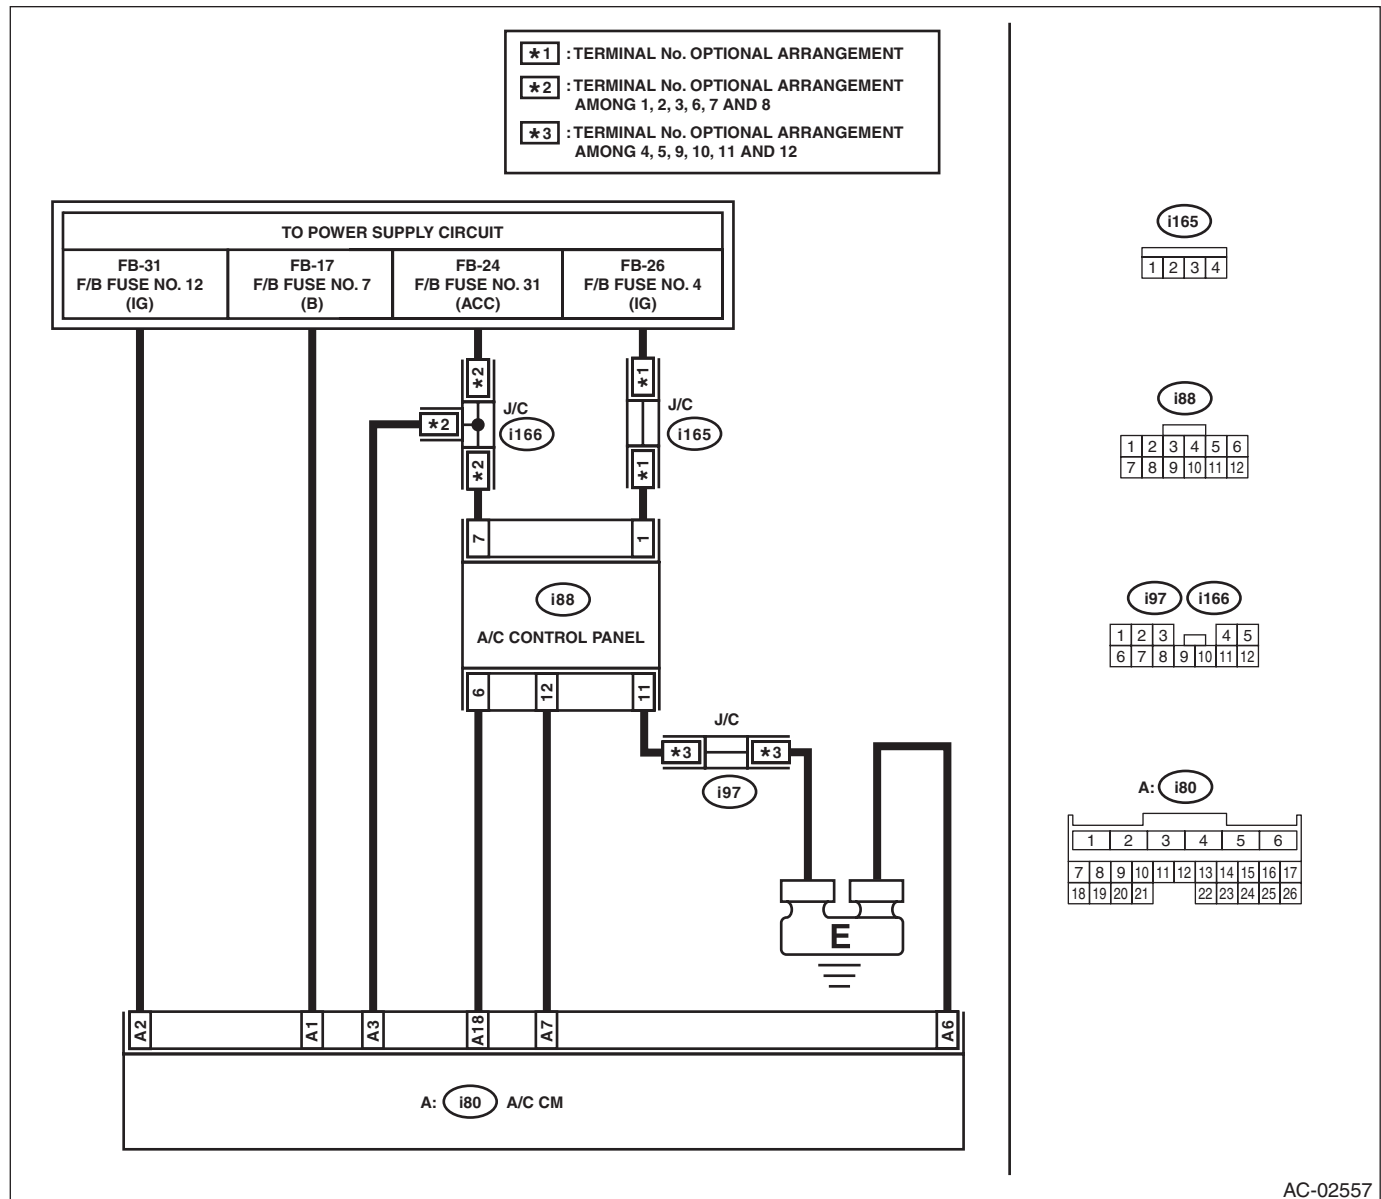 *1 : TERMINAL No. OPTIONAL ARRANGEMENT
*2 : TERMINAL No. OPTIONAL ARRANGEMENT
AMONG 1, 2, 3, 6, 7 AND 8
*3 : TERMINAL No. OPTIONAL ARRANGEMENT
AMONG 4, 5, 9, 10, 11 AND 12
TO POWER SUPPLY CIRCUIT
FB-31
F/B FUSE NO. 12
(IG)
FB-17
F/B FUSE NO. 7
(B)
FB-24
F/B FUSE NO. 31
(ACC)
FB-26
F/B FUSE NO. 4
(IG)
*2
*1
*2
J/C
i166
J/C
i165
*2
*1
7
1
i88
A/C CONTROL PANEL
6
12
11
J/C
*3
*3
i97
E
A2
A1
A3
A18
A7
A6
A: i80 A/C CM
i165
1 2 3 4
i88
1 2 3 4 5 6
7 8 9 10 11 12
i97 i166
1 2 3 4 5
6 7 8 9 10 11 12
A: i80
1 2 3 4 5 6
7 8 9 10 11 12 13 14 15 16 17
18 19 20 21 22 23 24 25 26
AC-02557